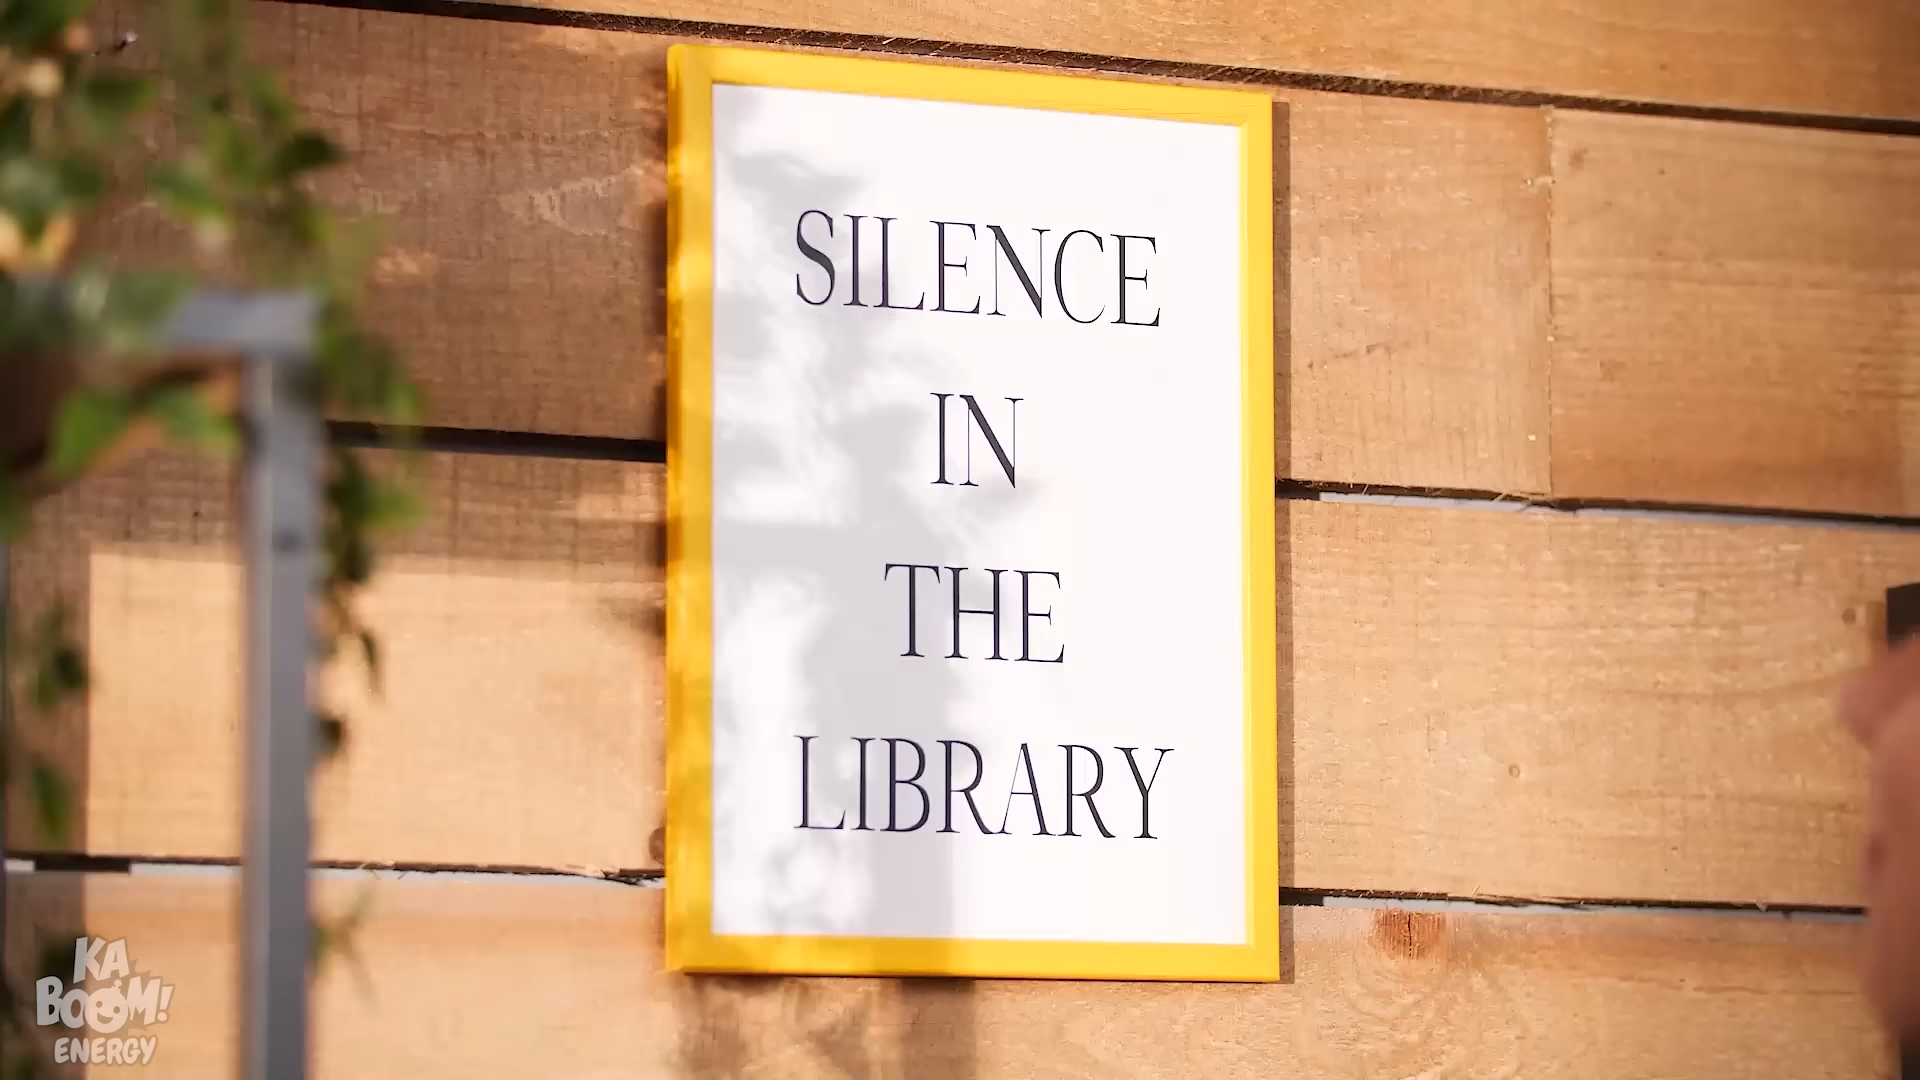 SILENCE
IN
THE
LIBRARY
KA
BOOM!
ENERGY